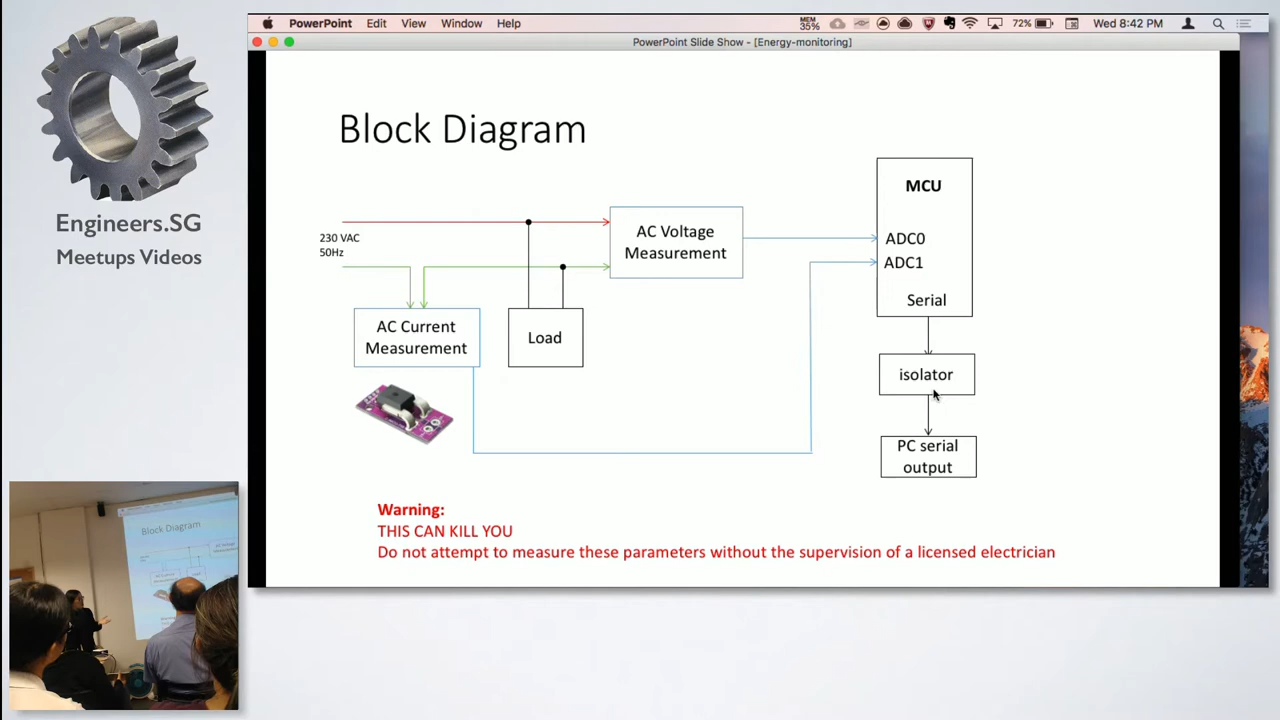 PowerPoint Edit View Window Help
MEM
35%
72%
Wed 8:42 PM
PowerPoint Slide Show - [Energy-monitoring]
Engineers.SG
Meetups Videos
Block Diagram
230 VAC
50Hz
AC Voltage
Measurement
MCU
ADC0
ADC1
Serial
AC Current
Measurement
Load
isolator
PC serial
output
Warning:
THIS CAN KILL YOU
Do not attempt to measure these parameters without the supervision of a licensed electrician
Block Diagram